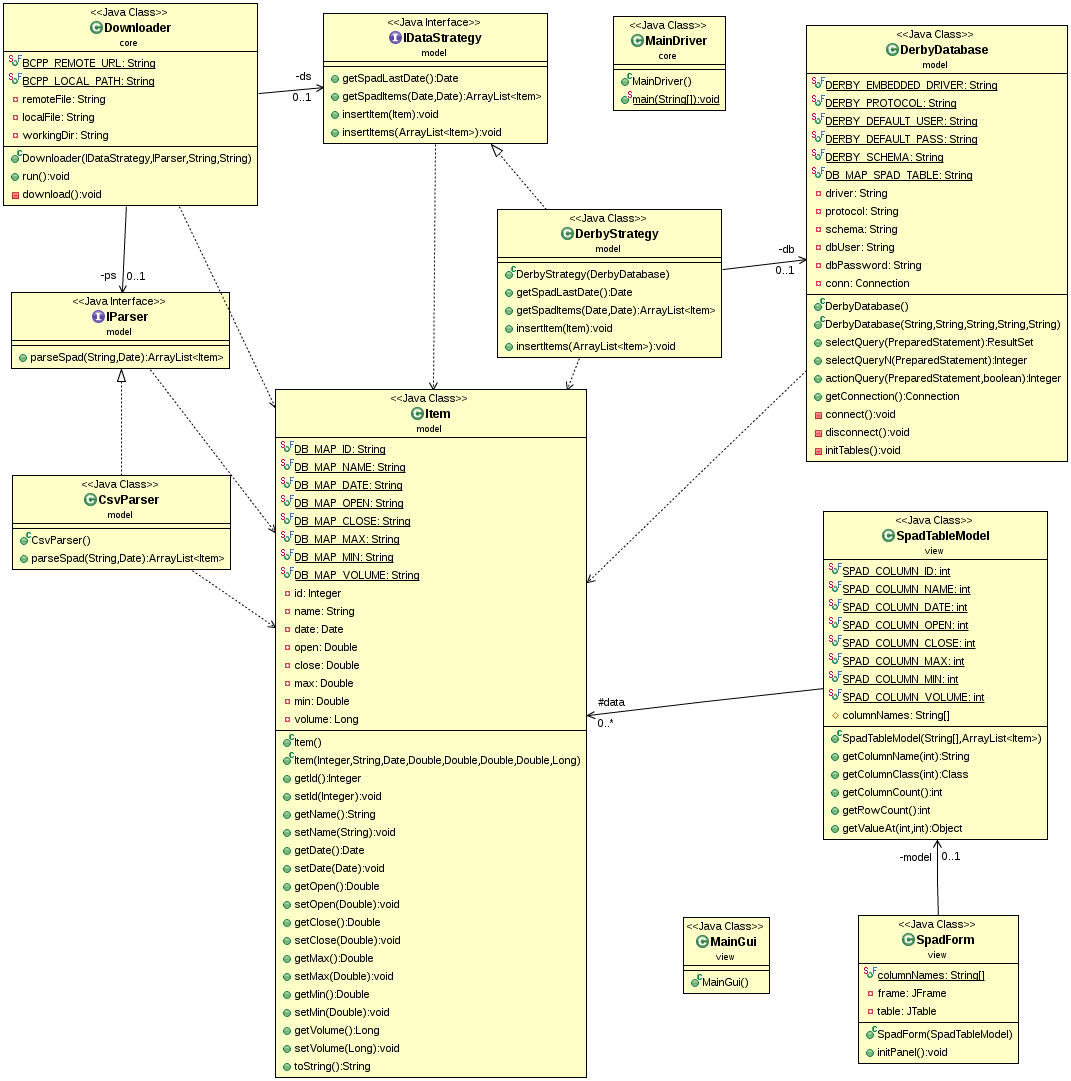 <<Java Class>>
Downloader
core
BCPP_REMOTE_URL: String
BCPP_LOCAL_PATH: String
remoteFile: String
localFile: String
workingDir: String
Downloader(IDataStrategy,IParser,String,String)
run():void
download():void
-ds
0..1
<<Java Interface>>
IDataStrategy
model
getSpadLastDate():Date
getSpadItems(Date,Date):ArrayList<Item>
insertItem(Item):void
insertItems(ArrayList<Item>):void
<<Java Class>>
MainDriver
core
MainDriver()
main(String[]):void
<<Java Class>>
DerbyDatabase
model
DERBY_EMBEDDED_DRIVER: String
DERBY_PROTOCOL: String
DERBY_DEFAULT_USER: String
DERBY_DEFAULT_PASS: String
DERBY_SCHEMA: String
DB_MAP_SPAD_TABLE: String
driver: String
protocol: String
schema: String
dbUser: String
dbPassword: String
conn: Connection
DerbyDatabase()
DerbyDatabase(String,String,String,String,String)
selectQuery(PreparedStatement):ResultSet
selectQueryN(PreparedStatement):Integer
actionQuery(PreparedStatement,boolean):Integer
getConnection():Connection
connect():void
disconnect():void
initTables():void
<<Java Class>>
DerbyStrategy
model
DerbyStrategy(DerbyDatabase)
getSpadLastDate():Date
getSpadItems(Date,Date):ArrayList<Item>
insertItem(Item):void
insertItems(ArrayList<Item>):void
-db
0..1
-ps
0..1
<<Java Interface>>
IParser
model
parseSpad(String,Date):ArrayList<Item>
<<Java Class>>
CsvParser
model
CsvParser()
parseSpad(String,Date):ArrayList<Item>
<<Java Class>>
Item
model
DB_MAP_ID: String
DB_MAP_NAME: String
DB_MAP_DATE: String
DB_MAP_OPEN: String
DB_MAP_CLOSE: String
DB_MAP_MAX: String
DB_MAP_MIN: String
DB_MAP_VOLUME: String
id: Integer
name: String
date: Date
open: Double
close: Double
max: Double
min: Double
volume: Long
Item()
Item(Integer,String,Date,Double,Double,Double,Double,Long)
getId():Integer
setId(Integer):void
getName():String
setName(String):void
getDate():Date
setDate(Date):void
getOpen():Double
setOpen(Double):void
getClose():Double
setClose(Double):void
getMax():Double
setMax(Double):void
getMin():Double
setMin(Double):void
getVolume():Long
setVolume(Long):void
toString():String
#data
0..*
<<Java Class>>
SpadTableModel
view
SPAD_COLUMN_ID: int
SPAD_COLUMN_NAME: int
SPAD_COLUMN_DATE: int
SPAD_COLUMN_OPEN: int
SPAD_COLUMN_CLOSE: int
SPAD_COLUMN_MAX: int
SPAD_COLUMN_MIN: int
SPAD_COLUMN_VOLUME: int
columnNames: String[]
SpadTableModel(String[],ArrayList<Item>)
getColumnName(int):String
getColumnClass(int):Class
getColumnCount():int
getRowCount():int
getValueAt(int,int):Object
-model
0..1
<<Java Class>>
MainGui
view
MainGui()
<<Java Class>>
SpadForm
view
columnNames: String[]
frame: JFrame
table: JTable
SpadForm(SpadTableModel)
initPanel():void